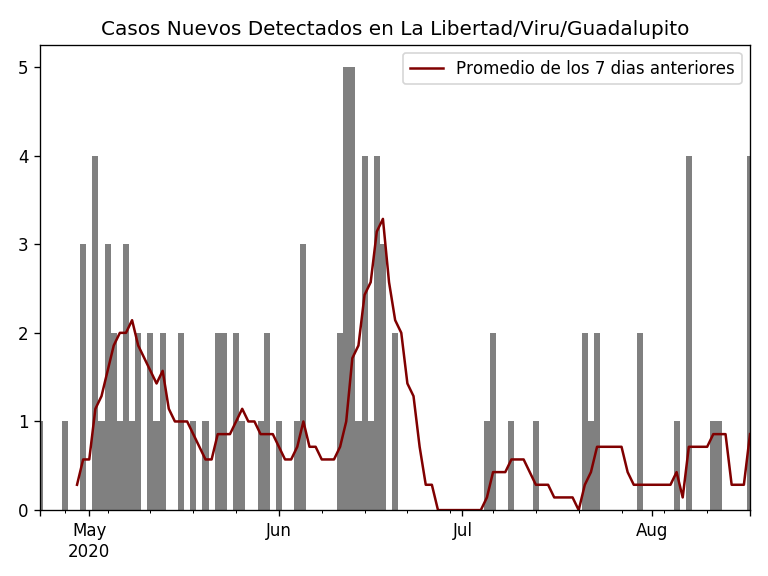 Casos Nuevos Detectados en La Libertad/Viru/Guadalupito
Promedio de los 7 dias anteriores
5
4
3
2
1
0
May
2020
Jun
Jul
Aug